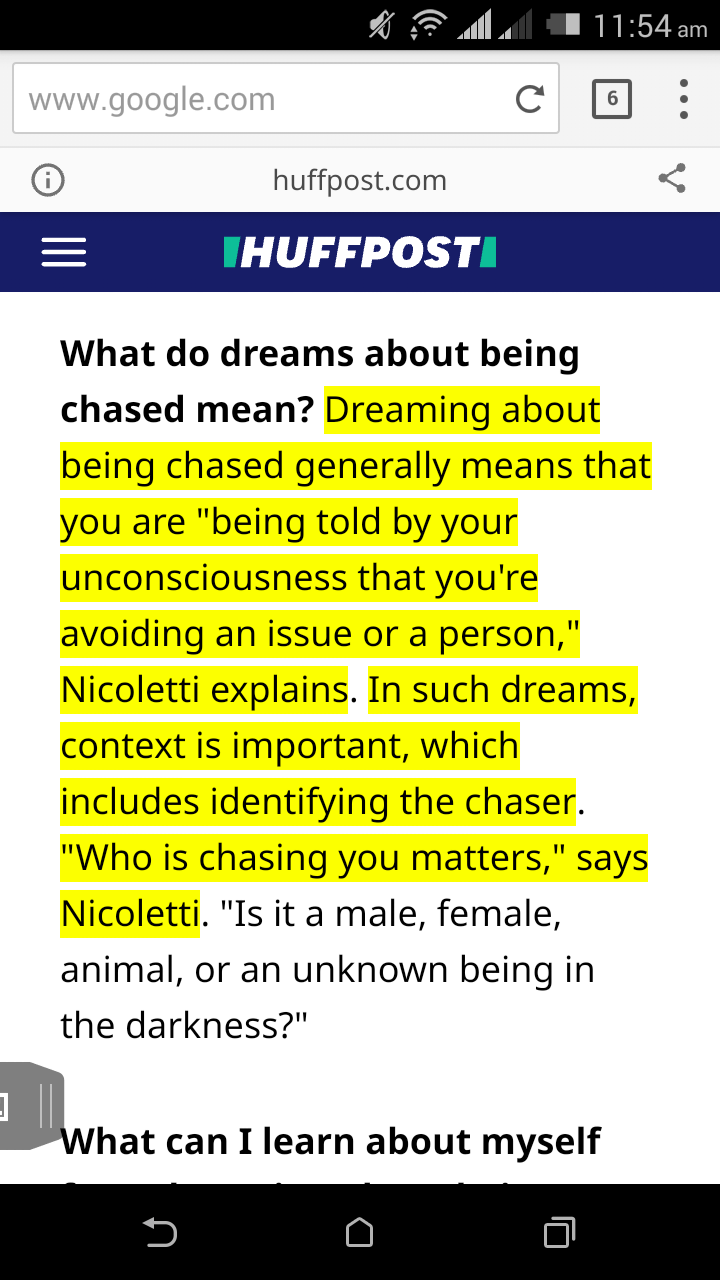 11:54 am
www.google.com
6
huffpost.com
HUFFPOST
What do dreams about being
chased mean? Dreaming about
being chased generally means that
you are "being told by your
unconsciousness that you're
avoiding an issue or a person,"
Nicoletti explains. In such dreams,
context is important, which
includes identifying the chaser.
"Who is chasing you matters," says
Nicoletti. "Is it a male, female,
animal, or an unknown being in
the darkness?"
What can I learn about myself